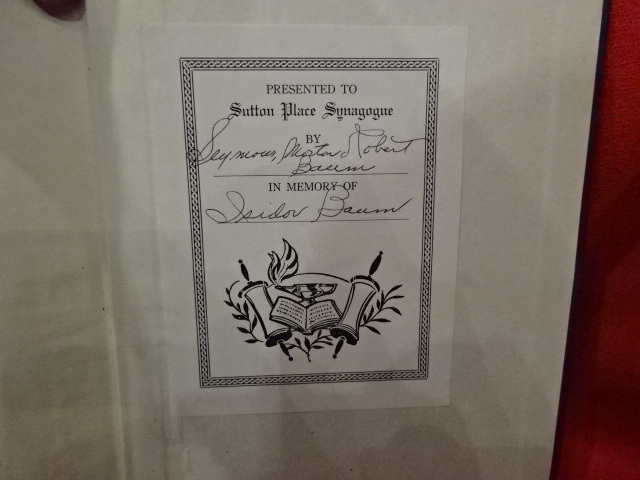 PRESENTED TO
Sutton Place Synagogue
BY
Seymour, Morton & Robert
Baum
IN MEMORY OF
Isidor Baum